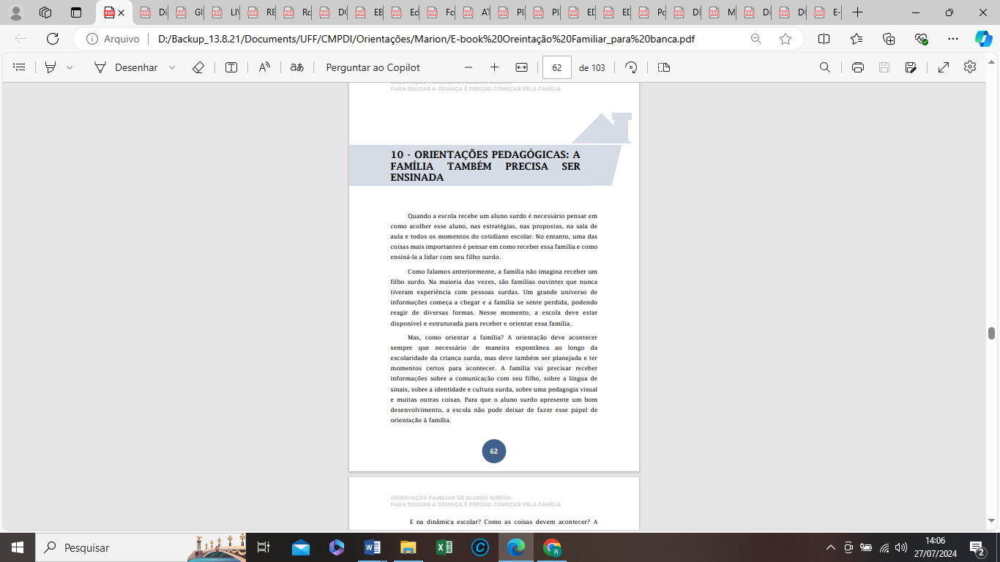 Di
Gl
LIV
RE
Ro
DO
EE
Ed
Fo
AT
Pl
Pl
ED
ED
Po
DI
M
Di
DO
E-
Arquivo
D:/Backup_13.8.21/Documents/UFF/CMPDI/Orientações/Marion/E-book%20Oreintação%20Familiar_para%20banca.pdf
Desenhar
aあ
Perguntar ao Copilot
62
de 103
ORIENTAÇÃO FAMILIAR DE ALUNOS SURDOS:
PARA EDUCAR A CRIANÇA É PRECISO COMEÇAR PELA FAMÍLIA
10 - ORIENTAÇÕES PEDAGÓGICAS: A
FAMÍLIA TAMBÉM PRECISA SER
ENSINADA
Quando a escola recebe um aluno surdo é necessário pensar em
como acolher esse aluno, nas estratégias, nas propostas, na sala de
aula e todos os momentos do cotidiano escolar. No entanto, uma das
coisas mais importantes é pensar em como receber essa família e como
ensiná-la a lidar com seu filho surdo.
Como falamos anteriormente, a família não imagina receber um
filho surdo. Na maioria das vezes, são famílias ouvintes que nunca
tiveram experiência com pessoas surdas. Um grande universo de
informações começa a chegar e a família se sente perdida, podendo
reagir de diversas formas. Nesse momento, a escola deve estar
disponível e estruturada para receber e orientar essa família.
Mas, como orientar a família? A orientação deve acontecer
sempre que necessário de maneira espontânea ao longo da
escolaridade da criança surda, mas deve também ser planejada e ter
momentos certos para acontecer. A família vai precisar receber
informações sobre a comunicação com seu filho, sobre a língua de
sinais, sobre a identidade e cultura surda, sobre uma pedagogia visual
e muitas outras coisas. Para que o aluno surdo apresente um bom
desenvolvimento, a escola não pode deixar de fazer esse papel de
orientação à família.
62
ORIENTAÇÃO FAMILIAR DE ALUNOS SURDOS:
PARA EDUCAR A CRIANÇA É PRECISO COMEÇAR PELA FAMÍLIA
E na dinâmica escolar? Como as coisas devem acontecer? A
Pesquisar
14:06
27/07/2024
2